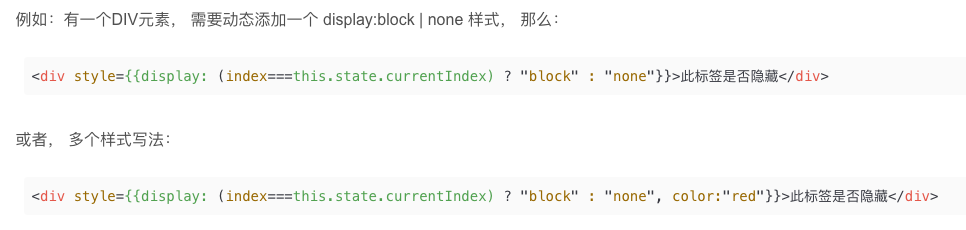 例如：有一个DIV元素， 需要动态添加一个 display:block | none 样式， 那么：
<div style={{display: (index===this.state.currentIndex) ? "block" : "none"}}>此标签是否隐藏</div>
或者， 多个样式写法：
<div style={{display: (index===this.state.currentIndex) ? "block" : "none", color:"red"}}>此标签是否隐藏</div>